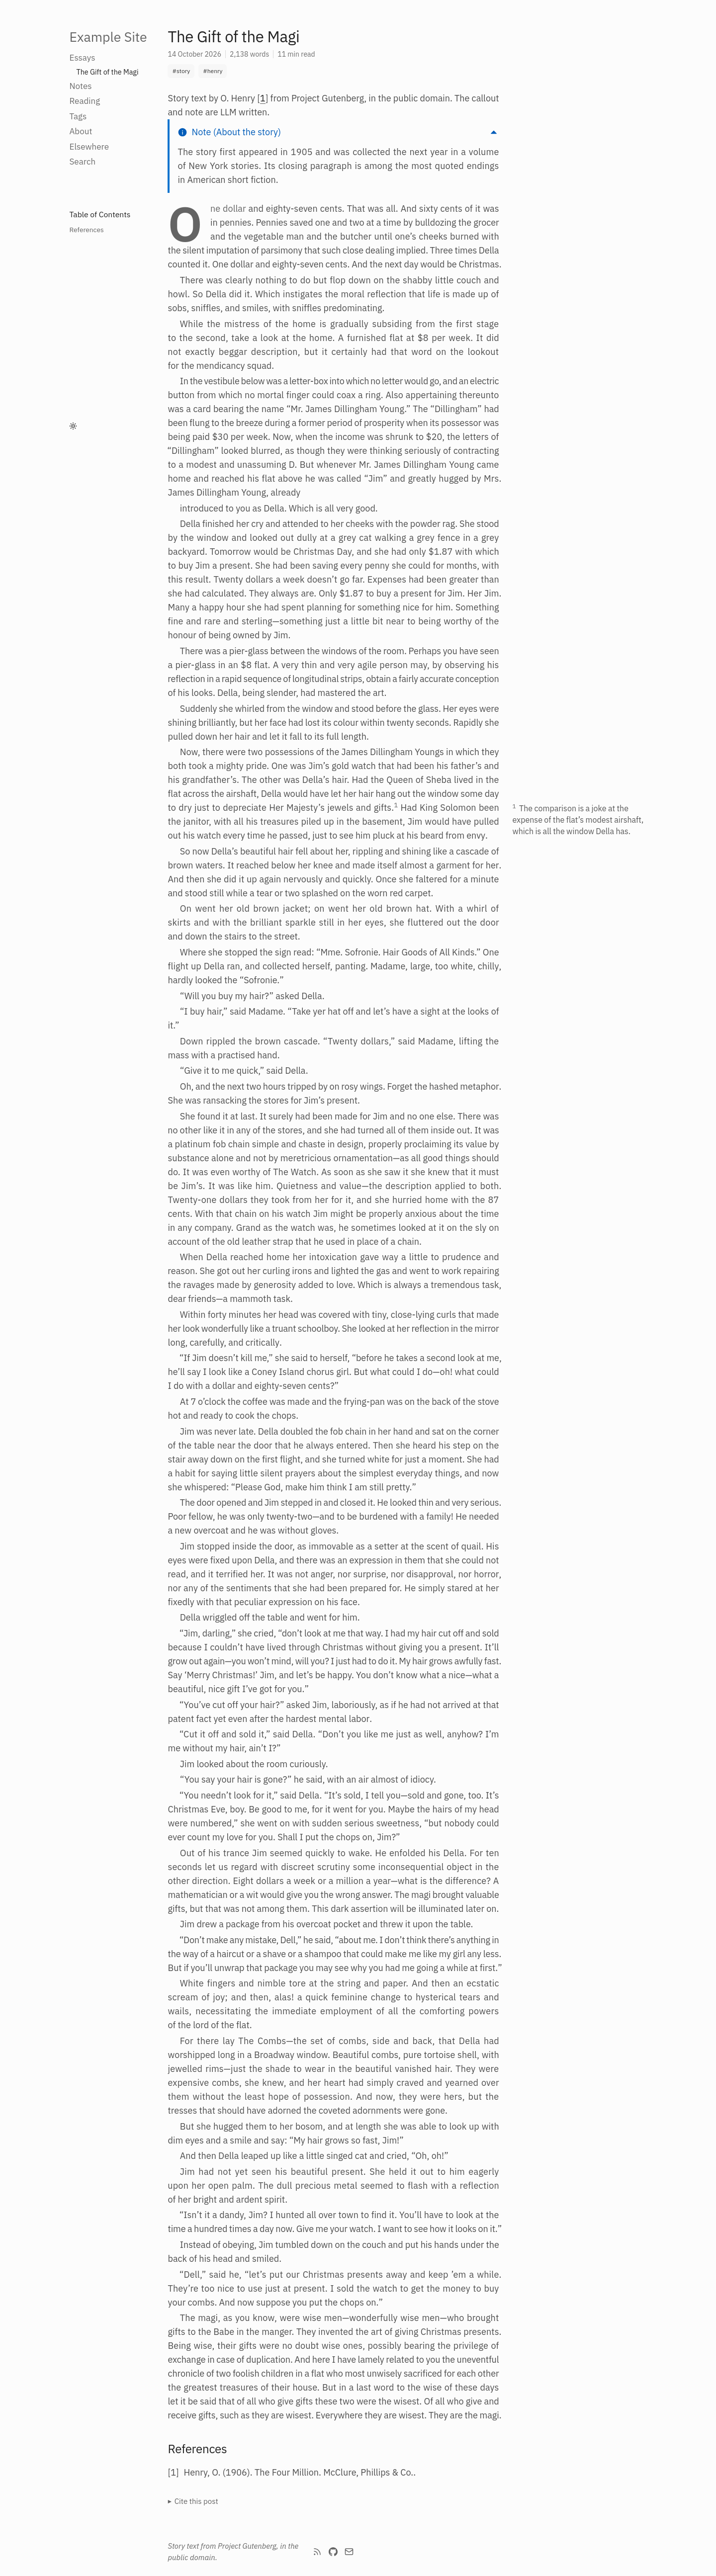 Example Site
Essays
The Gift of the Magi
Notes
Reading
Tags
About
Elsewhere
Search
Table of Contents
References
The Gift of the Magi
14 October 2026 2,138 words 11 min read
#story #henry
Story text by O. Henry [1] from Project Gutenberg, in the public domain. The callout
and note are LLM written.
Note (About the story)
The story first appeared in 1905 and was collected the next year in a volume
of New York stories. Its closing paragraph is among the most quoted endings
in American short fiction.
One dollar and eighty-seven cents. That was all. And sixty cents of it was
in pennies. Pennies saved one and two at a time by bulldozing the grocer
and the vegetable man and the butcher until one’s cheeks burned with
the silent imputation of parsimony that such close dealing implied. Three times Della
counted it. One dollar and eighty-seven cents. And the next day would be Christmas.
There was clearly nothing to do but flop down on the shabby little couch and
howl. So Della did it. Which instigates the moral reflection that life is made up of
sobs, sniffles, and smiles, with sniffles predominating.
While the mistress of the home is gradually subsiding from the first stage
to the second, take a look at the home. A furnished flat at $8 per week. It did
not exactly beggar description, but it certainly had that word on the lookout
for the mendicancy squad.
In the vestibule below was a letter-box into which no letter would go, and an electric
button from which no mortal finger could coax a ring. Also appertaining thereunto
was a card bearing the name “Mr. James Dillingham Young.” The “Dillingham” had
been flung to the breeze during a former period of prosperity when its possessor was
being paid $30 per week. Now, when the income was shrunk to $20, the letters of
“Dillingham” looked blurred, as though they were thinking seriously of contracting
to a modest and unassuming D. But whenever Mr. James Dillingham Young came
home and reached his flat above he was called “Jim” and greatly hugged by Mrs.
James Dillingham Young, already
introduced to you as Della. Which is all very good.
Della finished her cry and attended to her cheeks with the powder rag. She stood
by the window and looked out dully at a grey cat walking a grey fence in a grey
backyard. Tomorrow would be Christmas Day, and she had only $1.87 with which
to buy Jim a present. She had been saving every penny she could for months, with
this result. Twenty dollars a week doesn’t go far. Expenses had been greater than
she had calculated. They always are. Only $1.87 to buy a present for Jim. Her Jim.
Many a happy hour she had spent planning for something nice for him. Something
fine and rare and sterling—something just a little bit near to being worthy of the
honour of being owned by Jim.
There was a pier-glass between the windows of the room. Perhaps you have seen
a pier-glass in an $8 flat. A very thin and very agile person may, by observing his
reflection in a rapid sequence of longitudinal strips, obtain a fairly accurate conception
of his looks. Della, being slender, had mastered the art.
Suddenly she whirled from the window and stood before the glass. Her eyes were
shining brilliantly, but her face had lost its colour within twenty seconds. Rapidly she
pulled down her hair and let it fall to its full length.
Now, there were two possessions of the James Dillingham Youngs in which they
both took a mighty pride. One was Jim’s gold watch that had been his father’s and
his grandfather’s. The other was Della’s hair. Had the Queen of Sheba lived in the
flat across the airshaft, Della would have let her hair hang out the window some day
to dry just to depreciate Her Majesty’s jewels and gifts.1 Had King Solomon been
the janitor, with all his treasures piled up in the basement, Jim would have pulled
out his watch every time he passed, just to see him pluck at his beard from envy.
1 The comparison is a joke at the
expense of the flat’s modest airshaft,
which is all the window Della has.
So now Della’s beautiful hair fell about her, rippling and shining like a cascade of
brown waters. It reached below her knee and made itself almost a garment for her.
And then she did it up again nervously and quickly. Once she faltered for a minute
and stood still while a tear or two splashed on the worn red carpet.
On went her old brown jacket; on went her old brown hat. With a whirl of
skirts and with the brilliant sparkle still in her eyes, she fluttered out the door
and down the stairs to the street.
Where she stopped the sign read: “Mme. Sofronie. Hair Goods of All Kinds.” One
flight up Della ran, and collected herself, panting. Madame, large, too white, chilly,
hardly looked the “Sofronie.”
“Will you buy my hair?” asked Della.
“I buy hair,” said Madame. “Take yer hat off and let’s have a sight at the looks of
it.”
Down rippled the brown cascade. “Twenty dollars,” said Madame, lifting the
mass with a practised hand.
“Give it to me quick,” said Della.
Oh, and the next two hours tripped by on rosy wings. Forget the hashed metaphor.
She was ransacking the stores for Jim’s present.
She found it at last. It surely had been made for Jim and no one else. There was
no other like it in any of the stores, and she had turned all of them inside out. It was
a platinum fob chain simple and chaste in design, properly proclaiming its value by
substance alone and not by meretricious ornamentation—as all good things should
do. It was even worthy of The Watch. As soon as she saw it she knew that it must
be Jim’s. It was like him. Quietness and value—the description applied to both.
Twenty-one dollars they took from her for it, and she hurried home with the 87
cents. With that chain on his watch Jim might be properly anxious about the time
in any company. Grand as the watch was, he sometimes looked at it on the sly on
account of the old leather strap that he used in place of a chain.
When Della reached home her intoxication gave way a little to prudence and
reason. She got out her curling irons and lighted the gas and went to work repairing
the ravages made by generosity added to love. Which is always a tremendous task,
dear friends—a mammoth task.
Within forty minutes her head was covered with tiny, close-lying curls that made
her look wonderfully like a truant schoolboy. She looked at her reflection in the mirror
long, carefully, and critically.
“If Jim doesn’t kill me,” she said to herself, “before he takes a second look at me,
he’ll say I look like a Coney Island chorus girl. But what could I do—oh! what could
I do with a dollar and eighty-seven cents?”
At 7 o’clock the coffee was made and the frying-pan was on the back of the stove
hot and ready to cook the chops.
Jim was never late. Della doubled the fob chain in her hand and sat on the corner
of the table near the door that he always entered. Then she heard his step on the
stair away down on the first flight, and she turned white for just a moment. She had
a habit for saying little silent prayers about the simplest everyday things, and now
she whispered: “Please God, make him think I am still pretty.”
The door opened and Jim stepped in and closed it. He looked thin and very serious.
Poor fellow, he was only twenty-two—and to be burdened with a family! He needed
a new overcoat and he was without gloves.
Jim stopped inside the door, as immovable as a setter at the scent of quail. His
eyes were fixed upon Della, and there was an expression in them that she could not
read, and it terrified her. It was not anger, nor surprise, nor disapproval, nor horror,
nor any of the sentiments that she had been prepared for. He simply stared at her
fixedly with that peculiar expression on his face.
Della wriggled off the table and went for him.
“Jim, darling,” she cried, “don’t look at me that way. I had my hair cut off and sold
because I couldn’t have lived through Christmas without giving you a present. It’ll
grow out again—you won’t mind, will you? I just had to do it. My hair grows awfully fast.
Say ‘Merry Christmas!’ Jim, and let’s be happy. You don’t know what a nice—what a
beautiful, nice gift I’ve got for you.”
“You’ve cut off your hair?” asked Jim, laboriously, as if he had not arrived at that
patent fact yet even after the hardest mental labor.
“Cut it off and sold it,” said Della. “Don’t you like me just as well, anyhow? I’m
me without my hair, ain’t I?”
Jim looked about the room curiously.
“You say your hair is gone?” he said, with an air almost of idiocy.
“You needn’t look for it,” said Della. “It’s sold, I tell you—sold and gone, too. It’s
Christmas Eve, boy. Be good to me, for it went for you. Maybe the hairs of my head
were numbered,” she went on with sudden serious sweetness, “but nobody could
ever count my love for you. Shall I put the chops on, Jim?”
Out of his trance Jim seemed quickly to wake. He enfolded his Della. For ten
seconds let us regard with discreet scrutiny some inconsequential object in the
other direction. Eight dollars a week or a million a year—what is the difference? A
mathematician or a wit would give you the wrong answer. The magi brought valuable
gifts, but that was not among them. This dark assertion will be illuminated later on.
Jim drew a package from his overcoat pocket and threw it upon the table.
“Don’t make any mistake, Dell,” he said, “about me. I don’t think there’s anything in
the way of a haircut or a shave or a shampoo that could make me like my girl any less.
But if you’ll unwrap that package you may see why you had me going a while at first.”
White fingers and nimble tore at the string and paper. And then an ecstatic
scream of joy; and then, alas! a quick feminine change to hysterical tears and
wails, necessitating the immediate employment of all the comforting powers
of the lord of the flat.
For there lay The Combs—the set of combs, side and back, that Della had
worshipped long in a Broadway window. Beautiful combs, pure tortoise shell, with
jewelled rims—just the shade to wear in the beautiful vanished hair. They were
expensive combs, she knew, and her heart had simply craved and yearned over
them without the least hope of possession. And now, they were hers, but the
tresses that should have adorned the coveted adornments were gone.
But she hugged them to her bosom, and at length she was able to look up with
dim eyes and a smile and say: “My hair grows so fast, Jim!”
And then Della leaped up like a little singed cat and cried, “Oh, oh!”
Jim had not yet seen his beautiful present. She held it out to him eagerly
upon her open palm. The dull precious metal seemed to flash with a reflection
of her bright and ardent spirit.
“Isn’t it a dandy, Jim? I hunted all over town to find it. You’ll have to look at the
time a hundred times a day now. Give me your watch. I want to see how it looks on it.”
Instead of obeying, Jim tumbled down on the couch and put his hands under the
back of his head and smiled.
“Dell,” said he, “let’s put our Christmas presents away and keep ’em a while.
They’re too nice to use just at present. I sold the watch to get the money to buy
your combs. And now suppose you put the chops on.”
The magi, as you know, were wise men—wonderfully wise men—who brought
gifts to the Babe in the manger. They invented the art of giving Christmas presents.
Being wise, their gifts were no doubt wise ones, possibly bearing the privilege of
exchange in case of duplication. And here I have lamely related to you the uneventful
chronicle of two foolish children in a flat who most unwisely sacrificed for each other
the greatest treasures of their house. But in a last word to the wise of these days
let it be said that of all who give gifts these two were the wisest. Of all who give and
receive gifts, such as they are wisest. Everywhere they are wisest. They are the magi.
References
[1] Henry, O. (1906). The Four Million. McClure, Phillips & Co..
Cite this post
Story text from Project Gutenberg, in the
public domain.